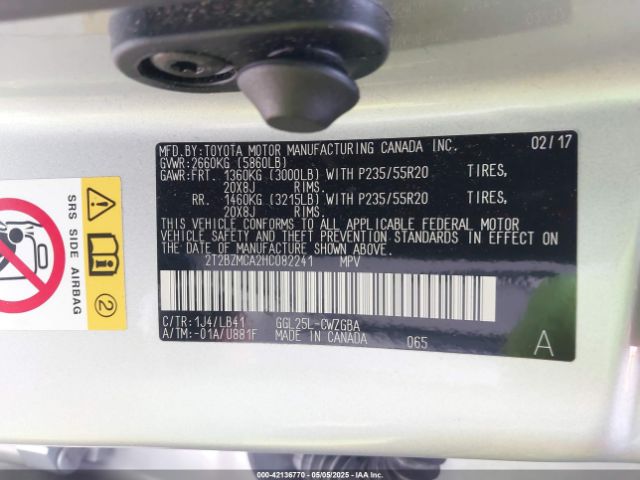 MFD.BY:TOYOTA MOTOR MANUFACTURING CANADA INC. 02/17
GVWR:2660KG (5860LB)
GAWR:FRT. 1360KG (3000LB) WITH P235/55R20 TIRES,
20X8J RIMS.
RR. 1460KG (3215LB) WITH P235/55R20 TIRES,
20X8J RIMS.
THIS VEHICLE CONFORMS TO ALL APPLICABLE FEDERAL MOTOR
VEHICLE SAFETY AND THEFT PREVENTION STANDARDS IN EFFECT ON
THE DATE OF MANUFACTURE SHOWN ABOVE.
2T2BZMCA2HC082241 MPV
C/TR:1J4/LB41 GGL25L-CWZGBA
A/TM:-01A/U881F MADE IN CANADA 065 A
SRS SIDE AIRBAG
2
000-42136770 - 05/05/2025 - IAA, Inc.